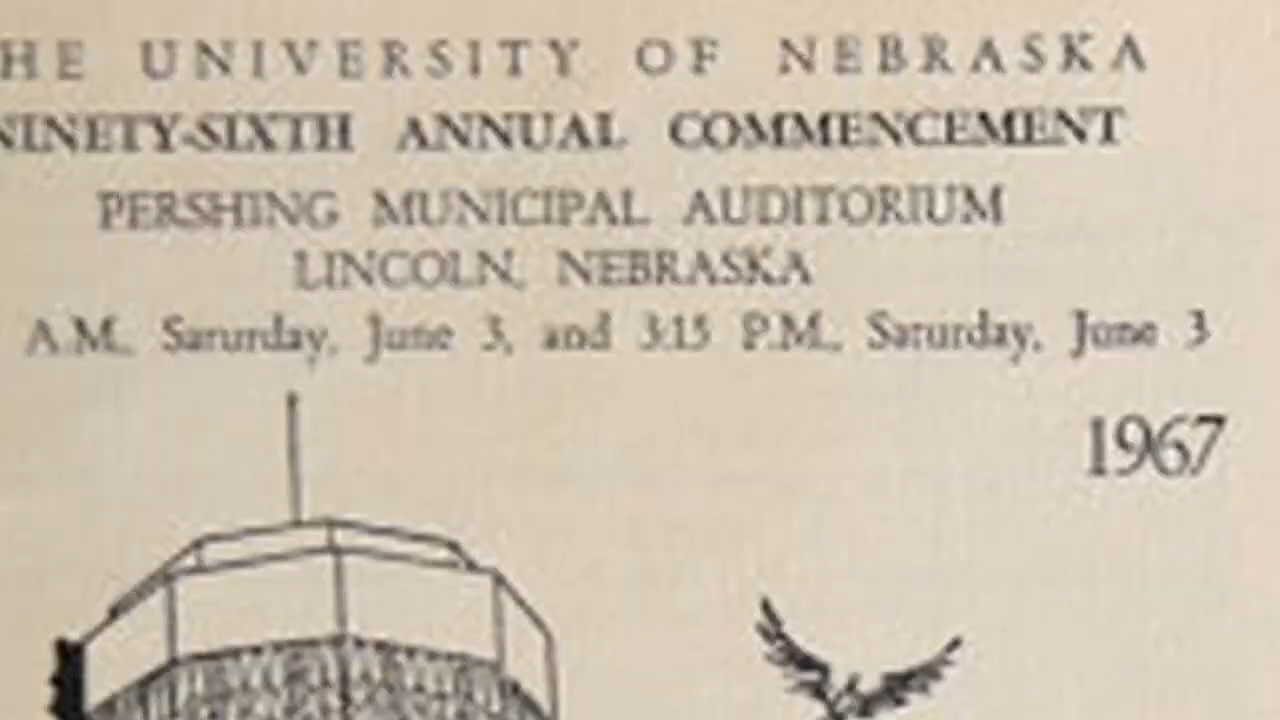 HE UNIVERSITY OF NEBRASKA
NINETY-SIXTH ANNUAL COMMENCEMENT
PERSHING MUNICIPAL AUDITORIUM
LINCOLN, NEBRASKA
A.M., Saturday, June 3, and 3:15 P.M., Saturday, June 3
1967